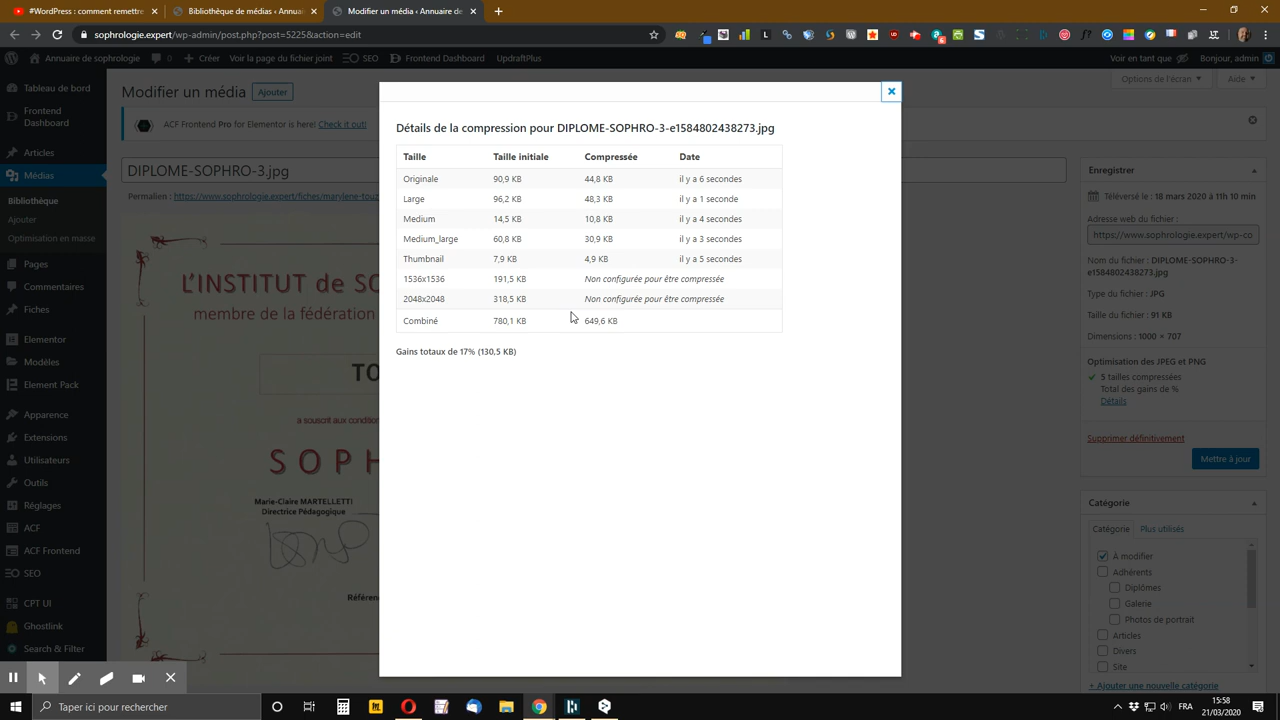 #WordPress : comment remettre
Bibliothèque de médias ‹ Annuai
Modifier un média ‹ Annuaire de
sophrologie.expert/wp-admin/post.php?post=5225&action=edit
Annuaire de sophrologie
0
Créer
Voir la page du fichier joint
SEO
Frontend Dashboard
UpdraftPlus
Voir en tant que
Bonjour, admin
Tableau de bord
Frontend
Dashboard
Articles
Médias
Bibliothèque
Ajouter
Optimisation en masse
Pages
Commentaires
Fiches
Elementor
Modèles
Element Pack
Apparence
Extensions
Utilisateurs
Outils
Réglages
ACF
ACF Frontend
SEO
CPT UI
Ghostlink
Search & Filter
Modifier un média
Ajouter
Options de l'écran
Aide
ACF Frontend Pro for Elementor is here! Check it out!
DIPLOME-SOPHRO-3.jpg
Permalien : https://www.sophrologie.expert/fiches/marylene-touz
L'INSTITUT de S
membre de la fédération
TO
a souscrit aux condition
SOPH
Marie-Claire MARTELLETTI
Directrice Pédagogique
Référenc
Détails de la compression pour DIPLOME-SOPHRO-3-e1584802438273.jpg
Taille Taille initiale Compressée Date
Originale 90,9 KB 44,8 KB il y a 6 secondes
Large 96,2 KB 48,3 KB il y a 1 seconde
Medium 14,5 KB 10,8 KB il y a 4 secondes
Medium_large 60,8 KB 30,9 KB il y a 3 secondes
Thumbnail 7,9 KB 4,9 KB il y a 5 secondes
1536x1536 191,5 KB Non configurée pour être compressée
2048x2048 318,5 KB Non configurée pour être compressée
Combiné 780,1 KB 649,6 KB
Gains totaux de 17% (130,5 KB)
Enregistrer
Téléversé le : 18 mars 2020 à 11h 10 min
Adresse web du fichier :
https://www.sophrologie.expert/wp-co
Nom du fichier : DIPLOME-SOPHRO-3-
e1584802438273.jpg
Type du fichier : JPG
Taille du fichier : 91 KB
Dimensions : 1000 × 707
Optimisation des JPEG et PNG
5 tailles compressées
Total des gains de %
Détails
Supprimer définitivement
Mettre à jour
Catégorie
Catégorie
Plus utilisés
À modifier
Adhérents
Diplômes
Galerie
Photos de portrait
Articles
Divers
Site
+ Ajouter une nouvelle catégorie
Taper ici pour rechercher
FRA
15:58
21/03/2020